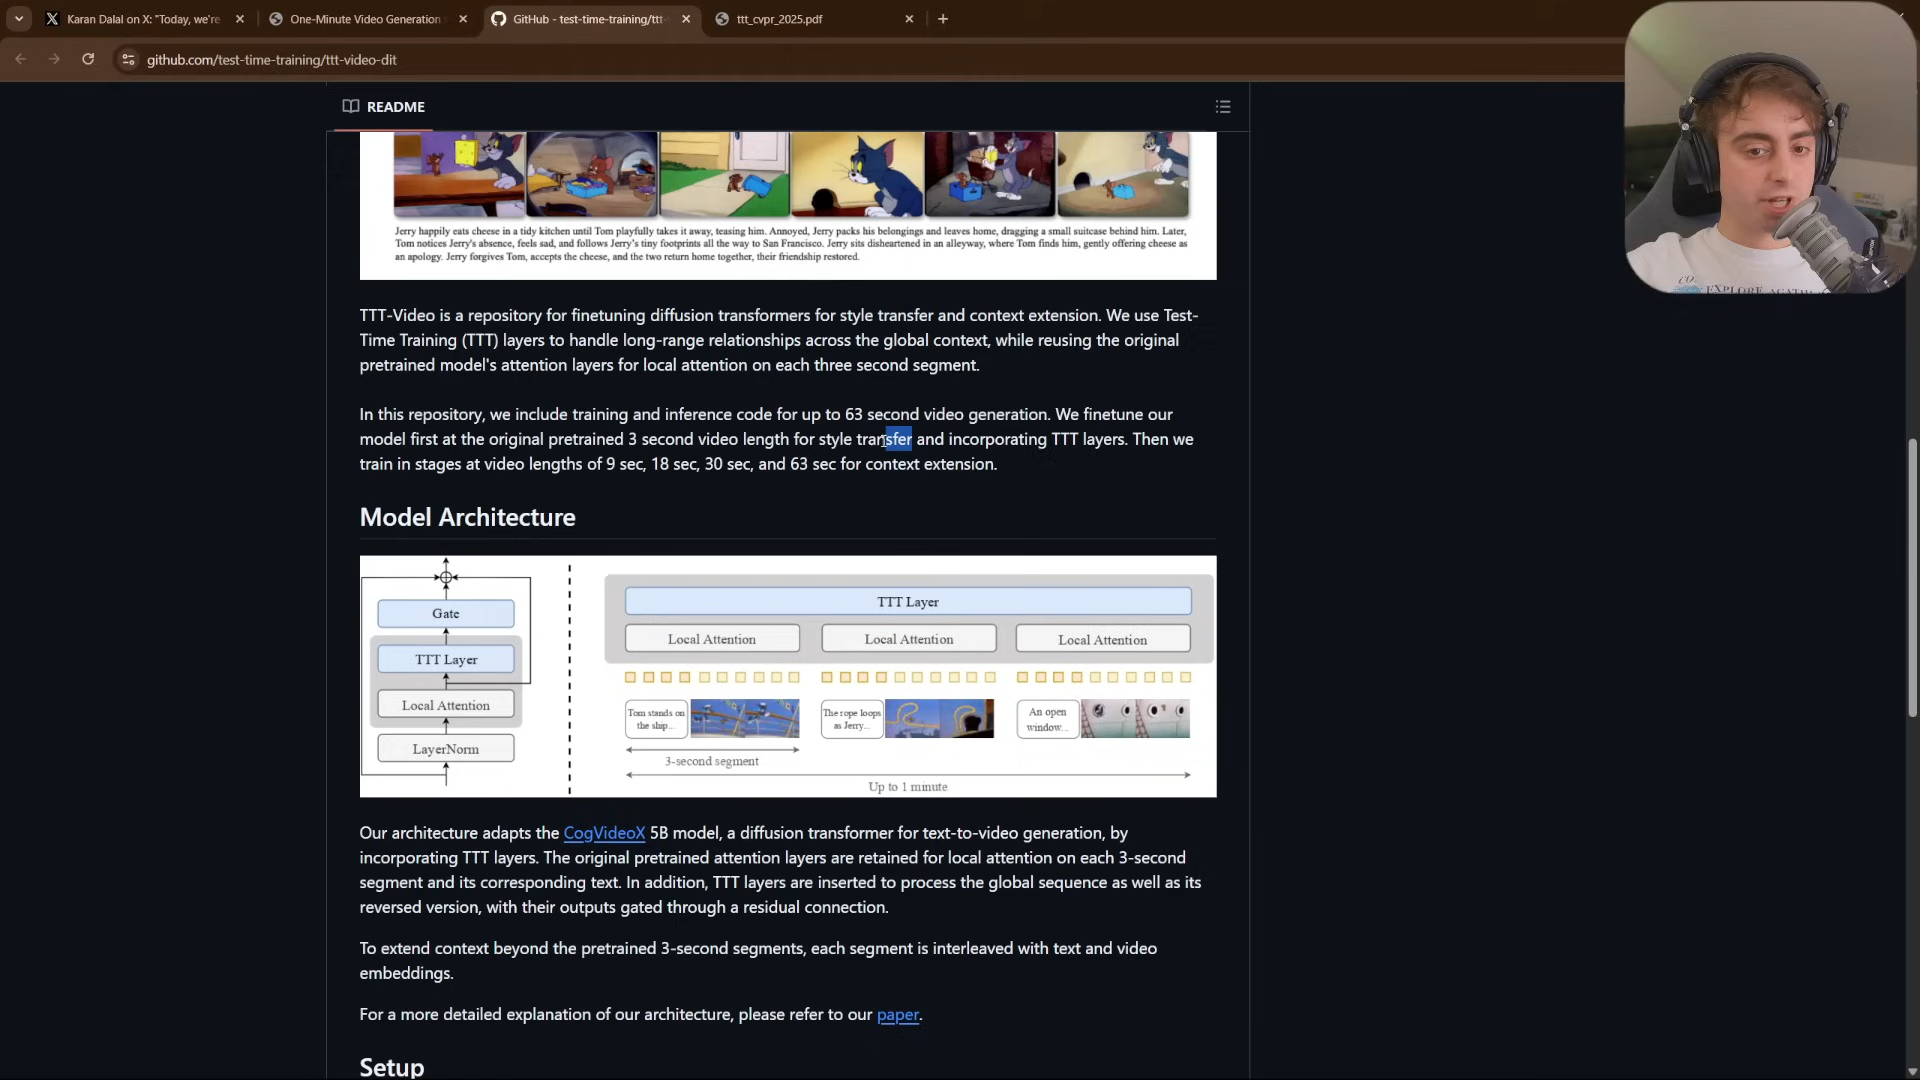 Karan Dalal on X: "Today, we're
One-Minute Video Generation
GitHub - test-time-training/ttt-
ttt_cvpr_2025.pdf
github.com/test-time-training/ttt-video-dit
README
Jerry happily eats cheese in a tidy kitchen until Tom playfully takes it away, teasing him. Annoyed, Jerry packs his belongings and leaves home, dragging a small suitcase behind him. Later,
Tom notices Jerry's absence, feels sad, and follows Jerry's tiny footprints all the way to San Francisco. Jerry sits disheartened in an alleyway, where Tom finds him, gently offering cheese as
an apology. Jerry forgives Tom, accepts the cheese, and the two return home together, their friendship restored.
TTT-Video is a repository for finetuning diffusion transformers for style transfer and context extension. We use Test-
Time Training (TTT) layers to handle long-range relationships across the global context, while reusing the original
pretrained model's attention layers for local attention on each three second segment.
In this repository, we include training and inference code for up to 63 second video generation. We finetune our
model first at the original pretrained 3 second video length for style transfer and incorporating TTT layers. Then we
train in stages at video lengths of 9 sec, 18 sec, 30 sec, and 63 sec for context extension.
Model Architecture
Gate
TTT Layer
Local Attention
LayerNorm
TTT Layer
Local Attention
Local Attention
Local Attention
Tom stands on
the ship...
The rope loops
as Jerry...
An open
window...
3-second segment
Up to 1 minute
Our architecture adapts the CogVideoX 5B model, a diffusion transformer for text-to-video generation, by
incorporating TTT layers. The original pretrained attention layers are retained for local attention on each 3-second
segment and its corresponding text. In addition, TTT layers are inserted to process the global sequence as well as its
reversed version, with their outputs gated through a residual connection.
To extend context beyond the pretrained 3-second segments, each segment is interleaved with text and video
embeddings.
For a more detailed explanation of our architecture, please refer to our paper.
Setup
CO.
EXPLORE